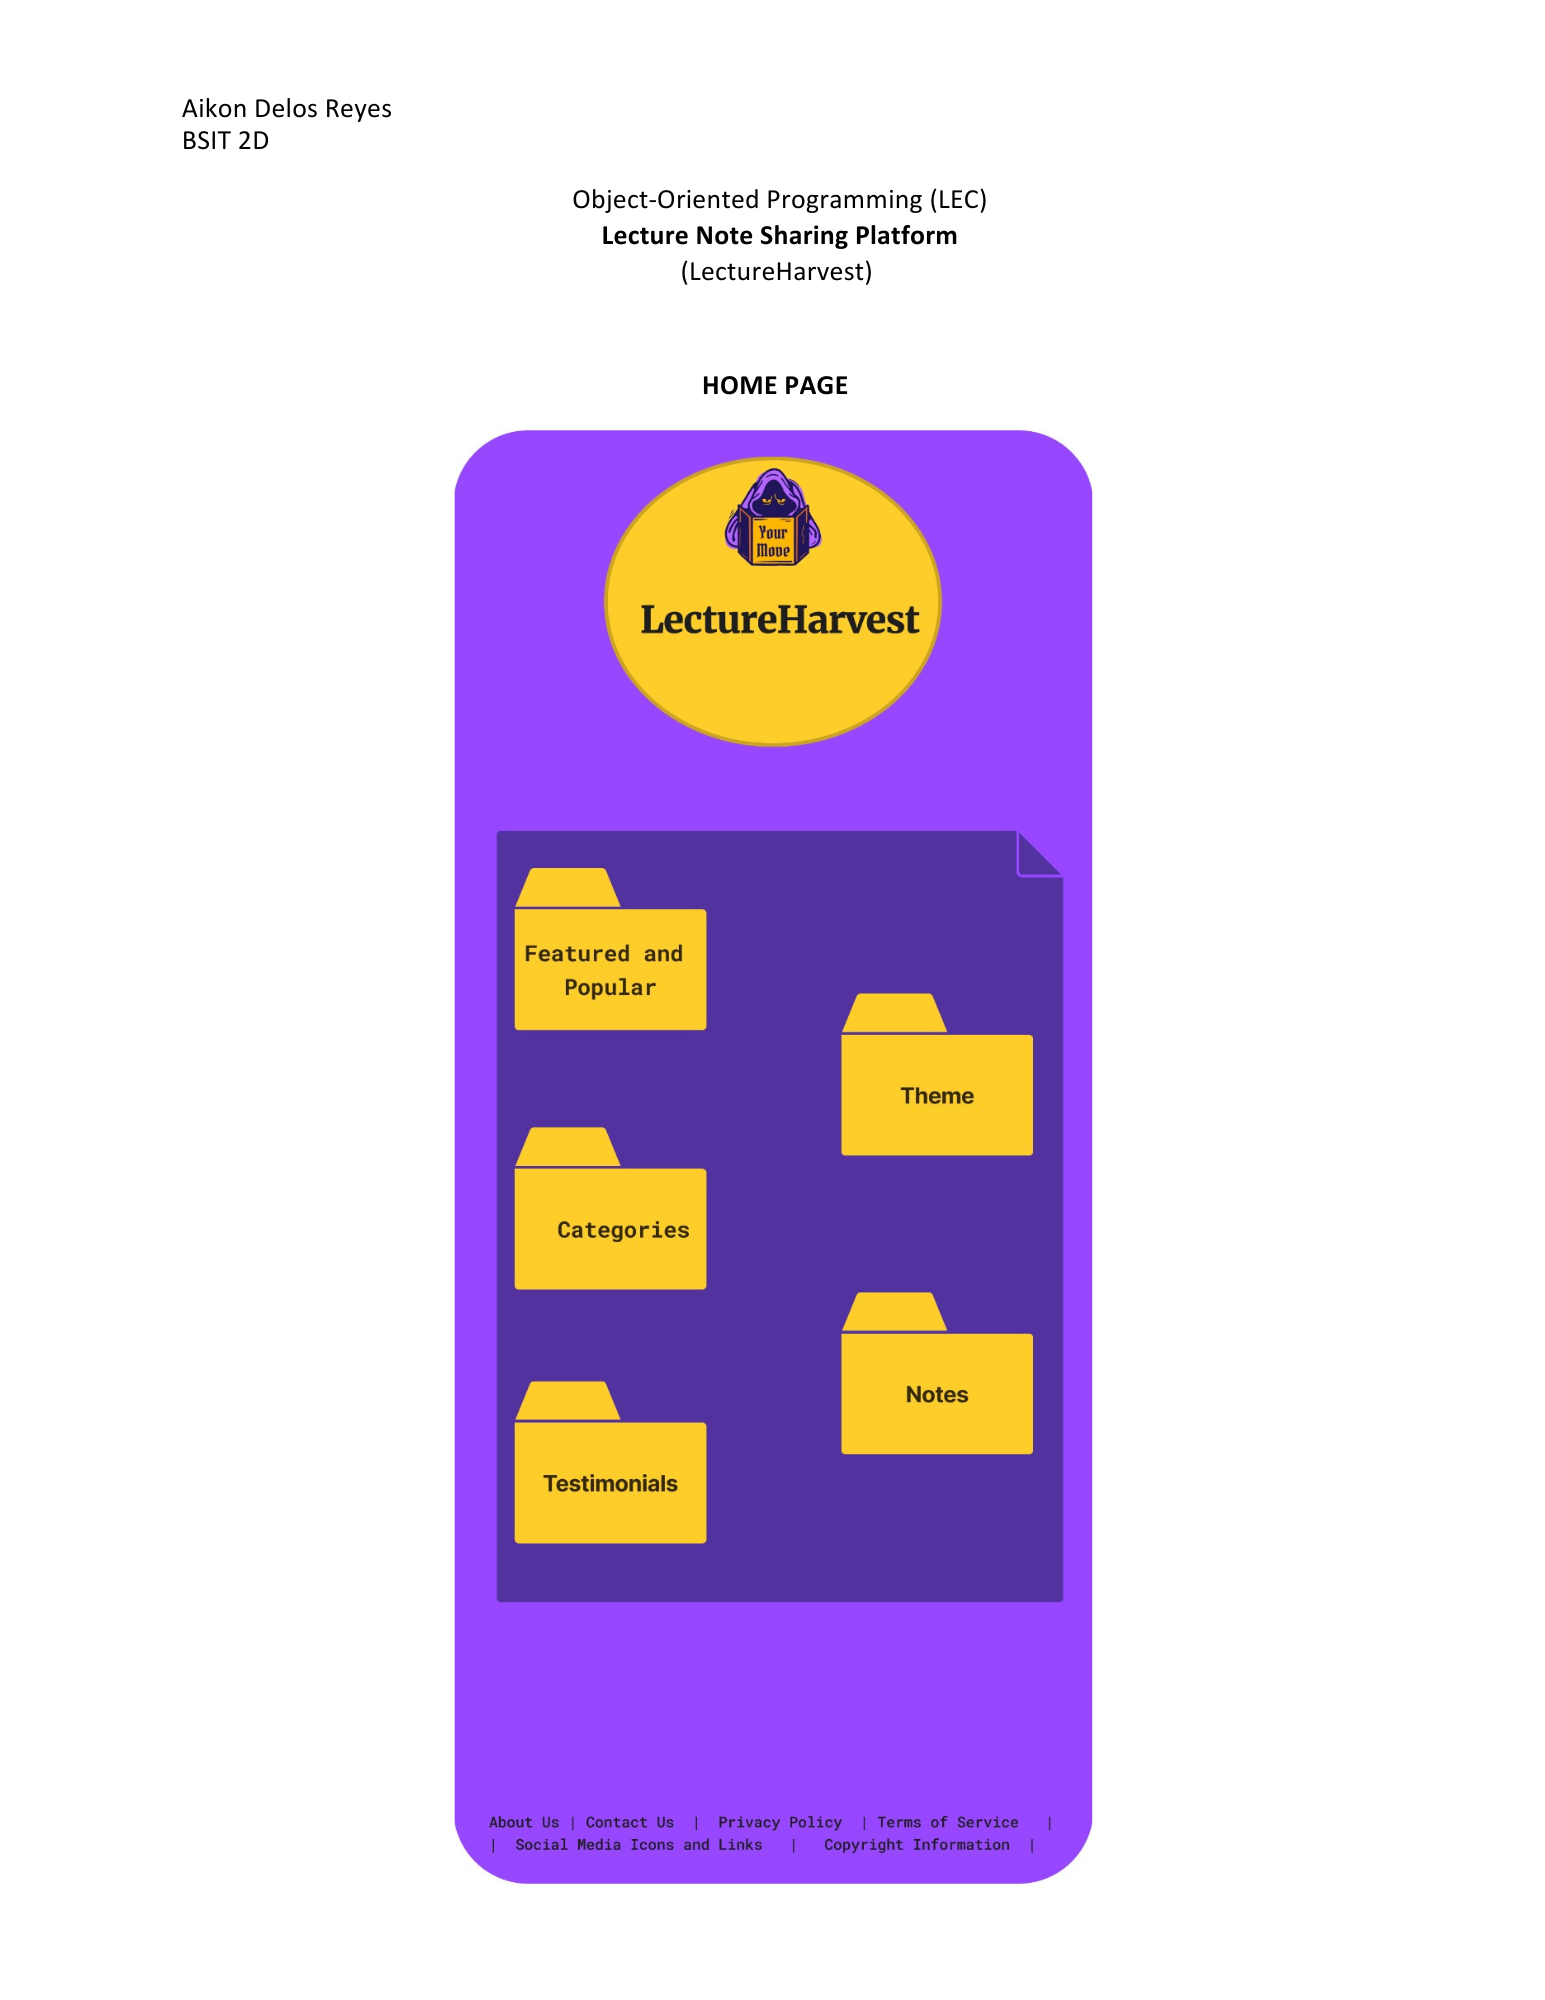 Aikon Delos Reyes
BSIT 2D
Object-Oriented Programming (LEC)
Lecture Note Sharing Platform
(LectureHarvest)
HOME PAGE
Your
Move
LectureHarvest
Featured and
Popular
Theme
Categories
Notes
Testimonials
About Us | Contact Us | Privacy Policy | Terms of Service |
| Social Media Icons and Links | Copyright Information |